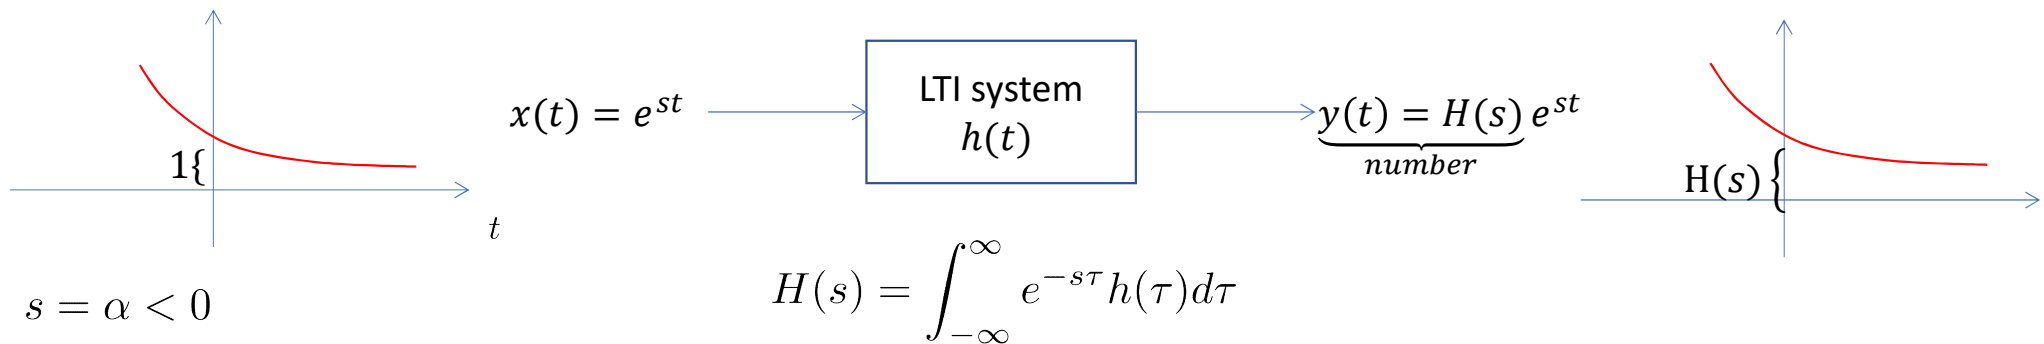 1{
t
s = α < 0
x(t) = e^{st}
LTI system
h(t)
y(t) = H(s) e^{st}
number
H(s) = ∫_{-∞}^{∞} e^{-sτ} h(τ)dτ
H(s) {